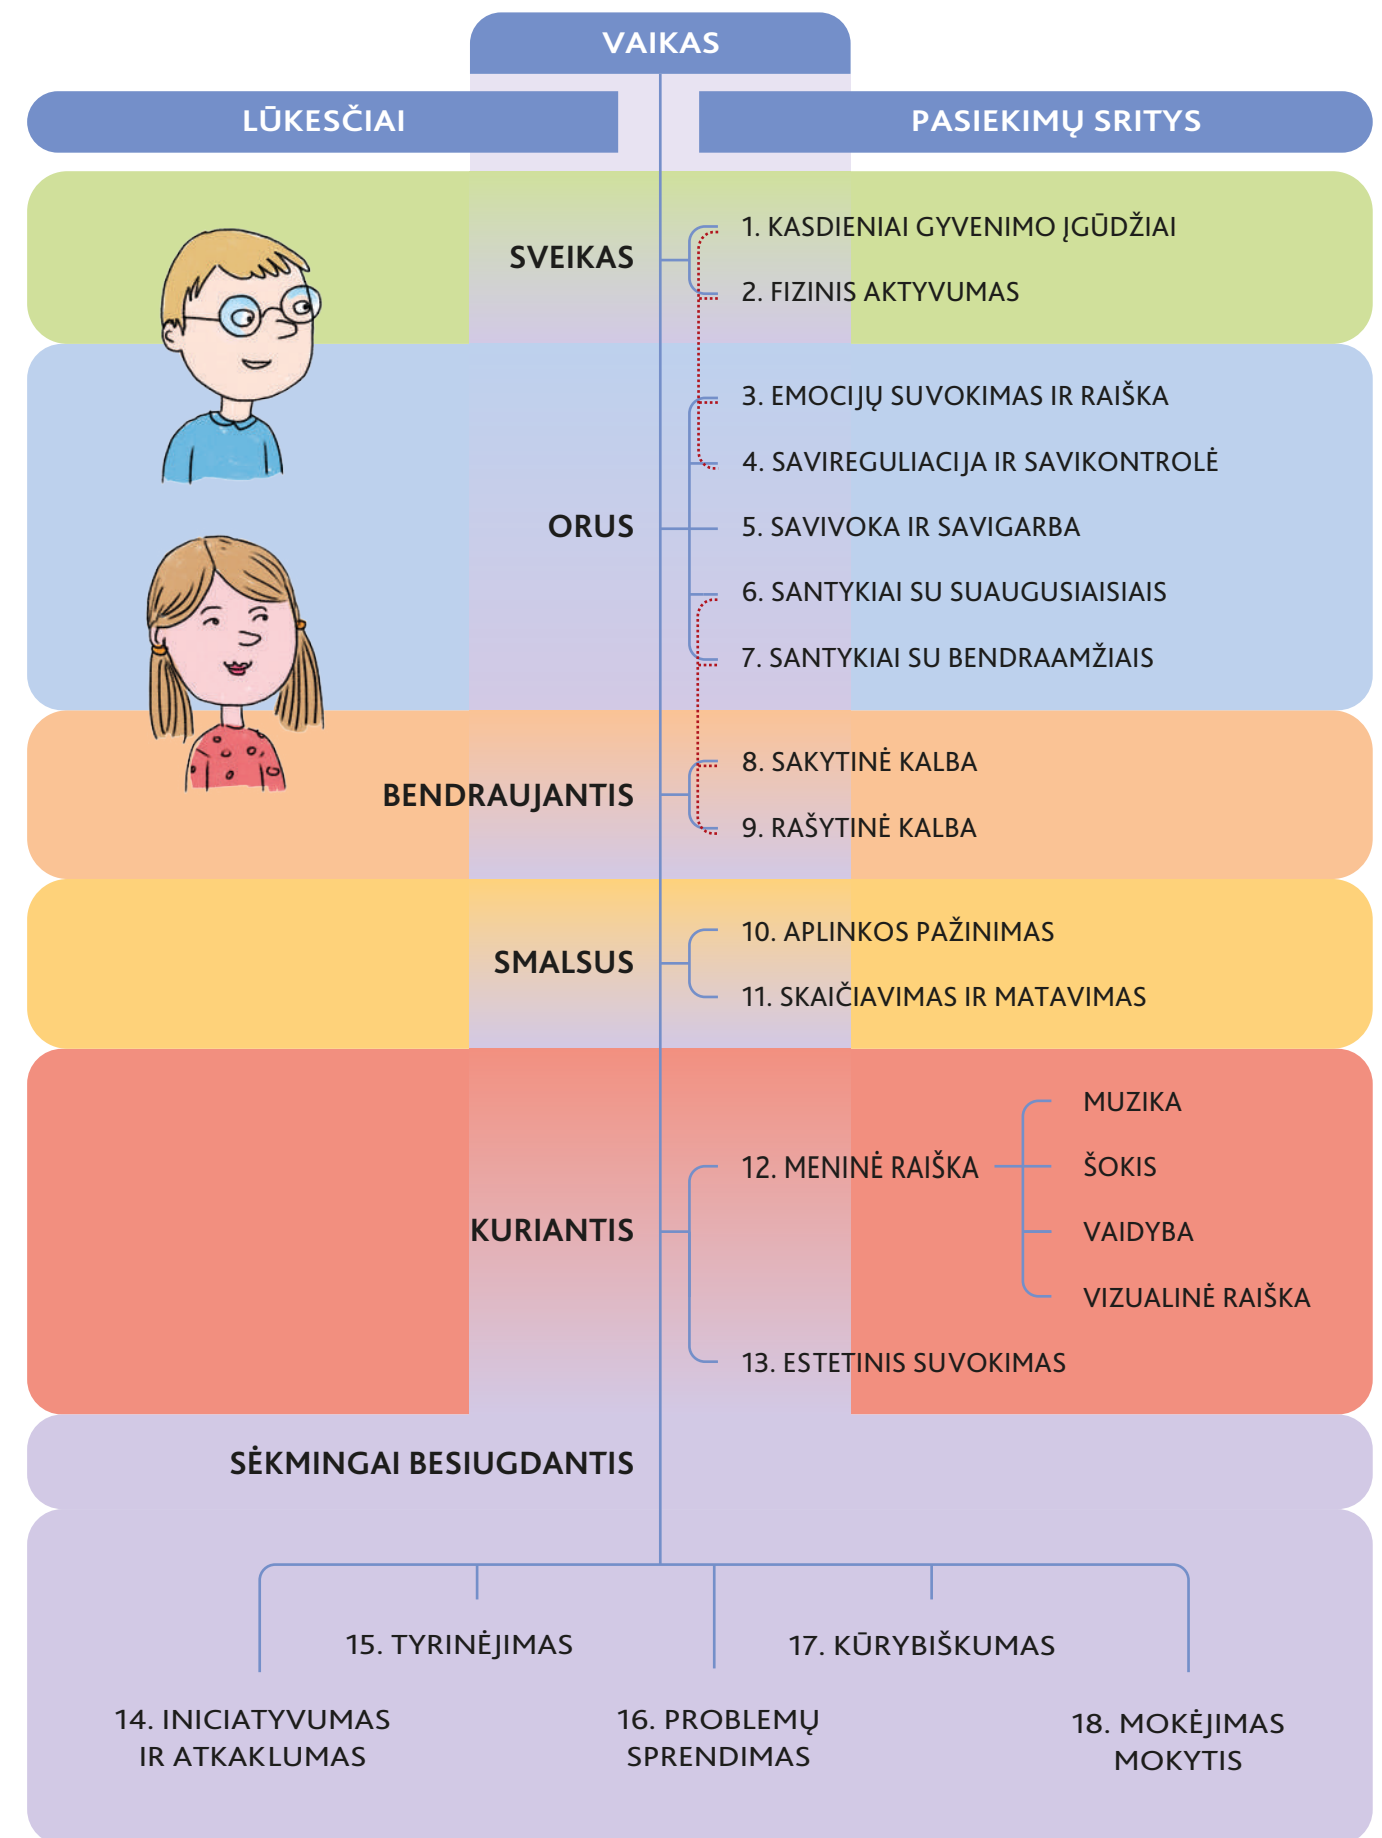 VAIKAS
LŪKESČIAI
PASIEKIMŲ SRITYS
SVEIKAS
1. KASDIENIAI GYVENIMO ĮGŪDŽIAI
2. FIZINIS AKTYVUMAS
ORUS
3. EMOCIJŲ SUVOKIMAS IR RAIŠKA
4. SAVIREGULIACIJA IR SAVIKONTROLĖ
5. SAVIVOKA IR SAVIGARBA
6. SANTYKIAI SU SUAUGUSIAISIAIS
7. SANTYKIAI SU BENDRAAMŽIAIS
BENDRAUJANTIS
8. SAKYTINĖ KALBA
9. RAŠYTINĖ KALBA
SMALSUS
10. APLINKOS PAŽINIMAS
11. SKAIČIAVIMAS IR MATAVIMAS
KURIANTIS
12. MENINĖ RAIŠKA
MUZIKA
ŠOKIS
VAIDYBA
VIZUALINĖ RAIŠKA
13. ESTETINIS SUVOKIMAS
SĖKMINGAI BESIUGDANTIS
14. INICIATYVUMAS
IR ATKAKLUMAS
15. TYRINĖJIMAS
16. PROBLEMŲ
SPRENDIMAS
17. KŪRYBIŠKUMAS
18. MOKĖJIMAS
MOKYTIS